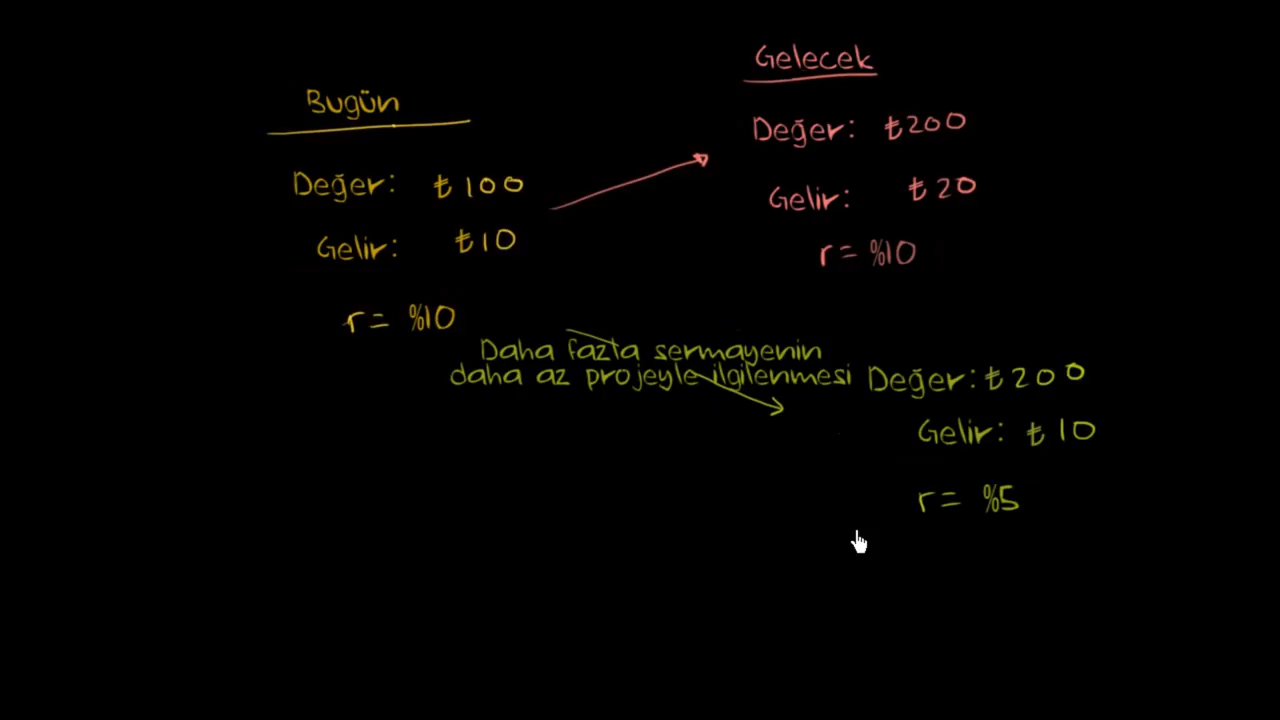 Bugün
Değer: ₺100
Gelir: ₺10
r= %10
Gelecek
Değer: ₺200
Gelir: ₺20
r= %10
Daha fazla sermayenin
daha az projeyle ilgilenmesi
Değer: ₺200
Gelir: ₺10
r= %5